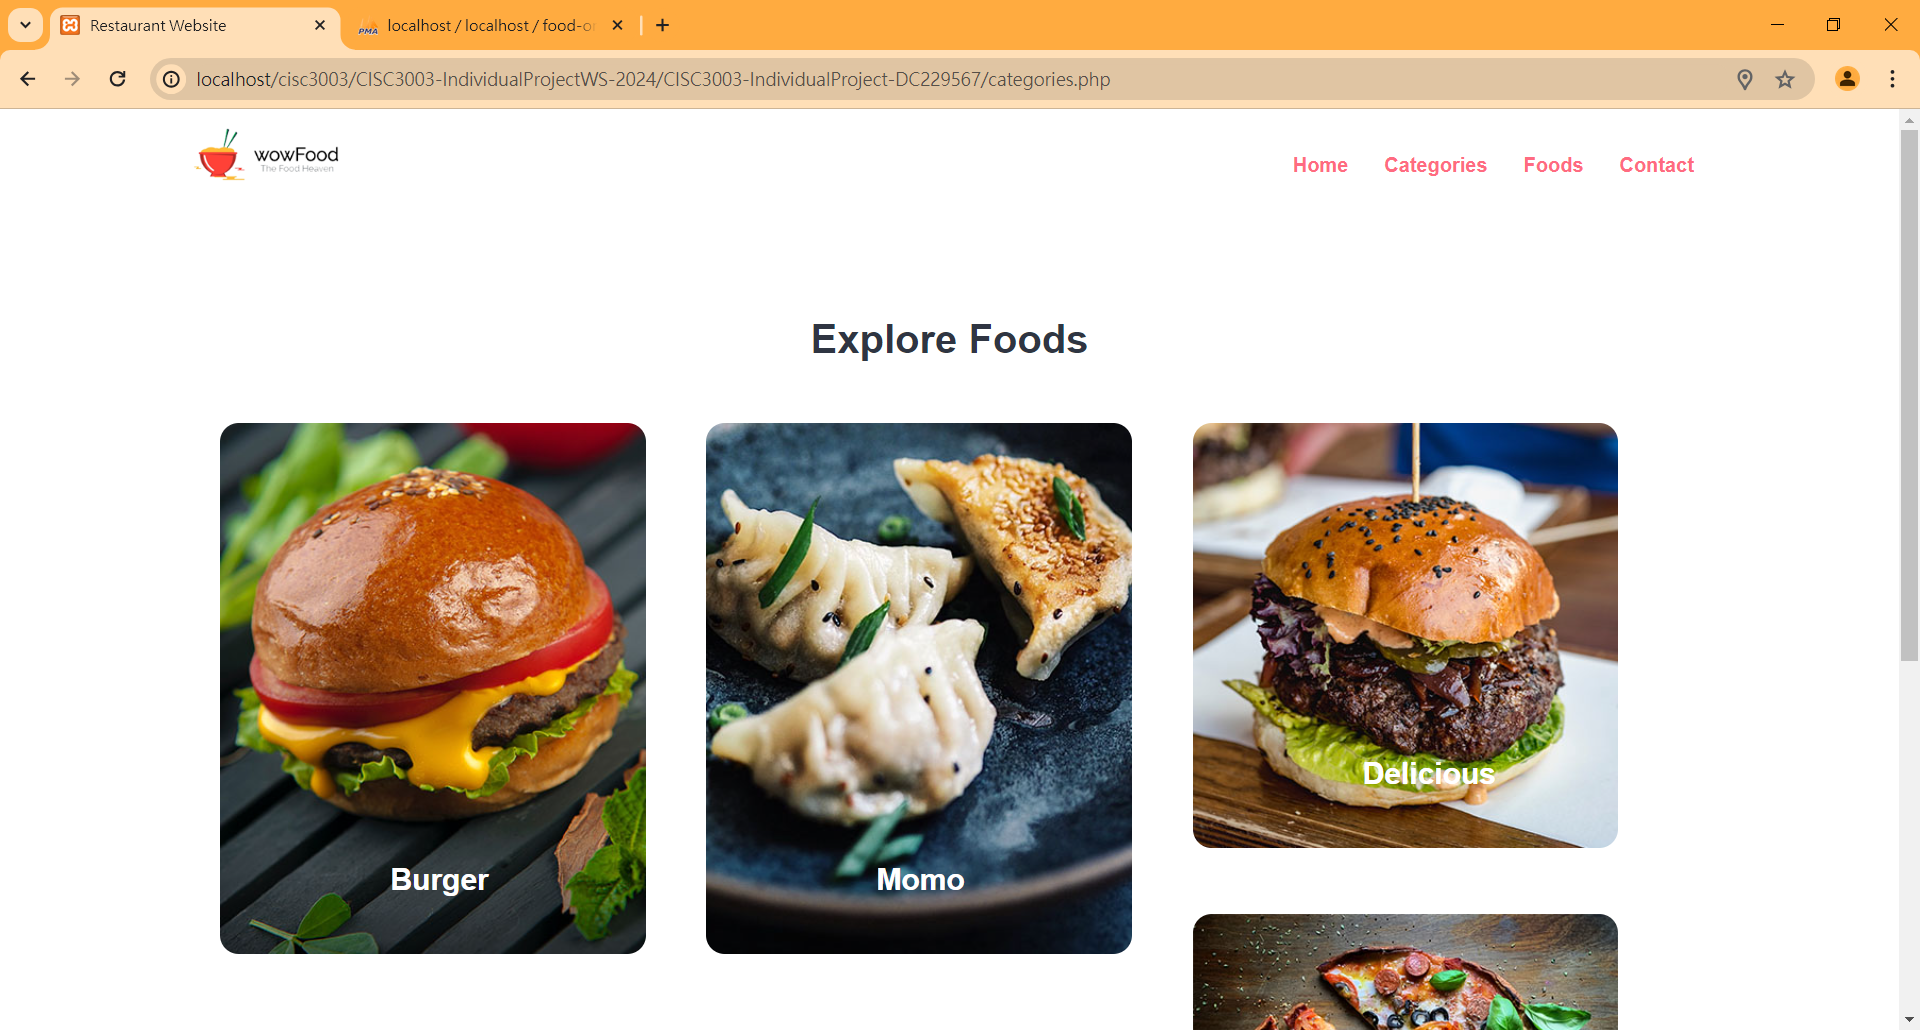 Restaurant Website
PMA localhost / localhost / food-o
localhost/cisc3003/CISC3003-IndividualProjectWS-2024/CISC3003-IndividualProject-DC229567/categories.php
wowFood
The Food Heaven
Home Categories Foods Contact
Explore Foods
Burger
Momo
Delicious